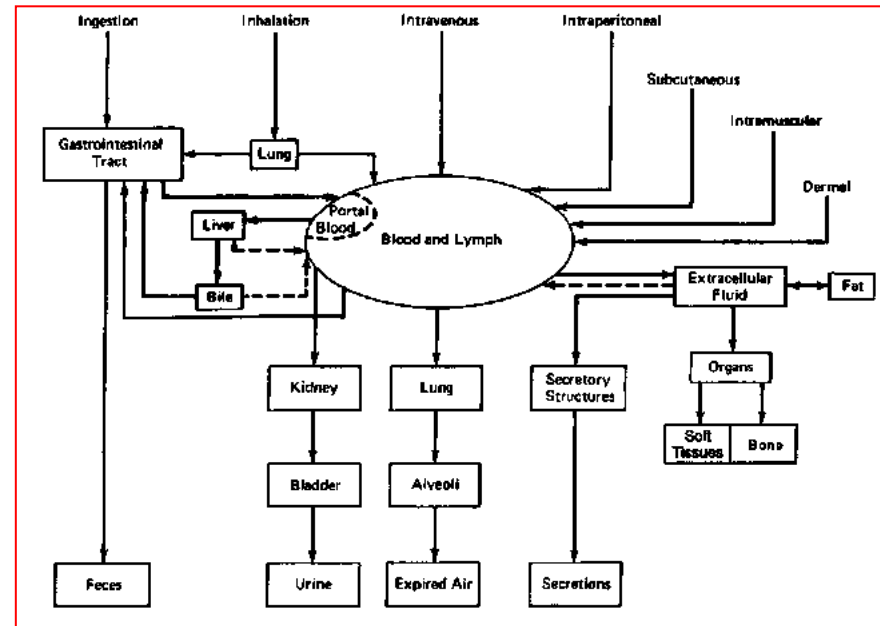 Ingestion
Inhalation
Intravenous
Intraperitoneal
Subcutaneous
Intramuscular
Dermal
Gastrointestinal
Tract
Lung
Portal
Blood
Liver
Blood and Lymph
Bile
Extracellular
Fluid
Fat
Kidney
Lung
Secretory
Structures
Organs
Soft
Tissues
Bone
Bladder
Alveoli
Feces
Urine
Expired Air
Secretions